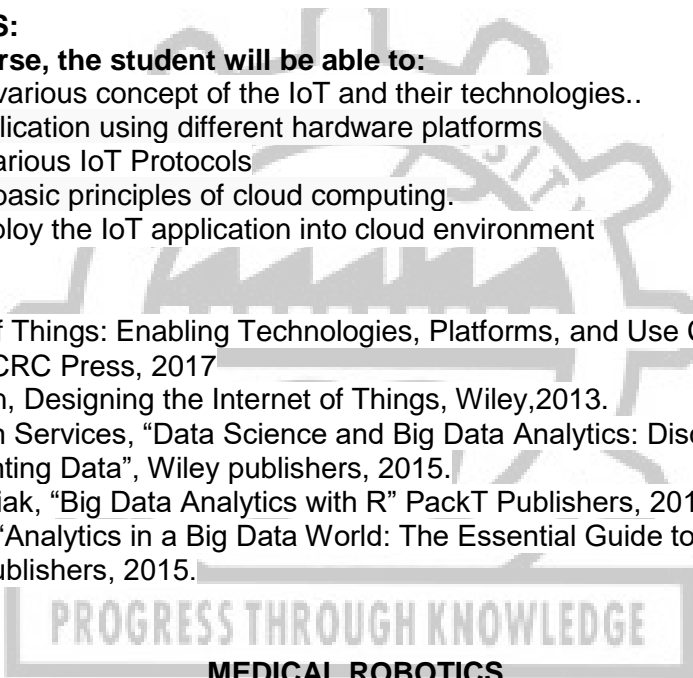 S:
urse, the student will be able to:
various concept of the IoT and their technologies..
lication using different hardware platforms
arious IoT Protocols
basic principles of cloud computing.
ploy the IoT application into cloud environment
f Things: Enabling Technologies, Platforms, and Use
CRC Press, 2017
n, Designing the Internet of Things, Wiley,2013.
n Services, “Data Science and Big Data Analytics: Disc
nting Data”, Wiley publishers, 2015.
iak, “Big Data Analytics with R” PackT Publishers, 201
“Analytics in a Big Data World: The Essential Guide to
ublishers, 2015.
PROGRESS THROUGH KNOWLEDGE
MEDICAL ROBOTICS